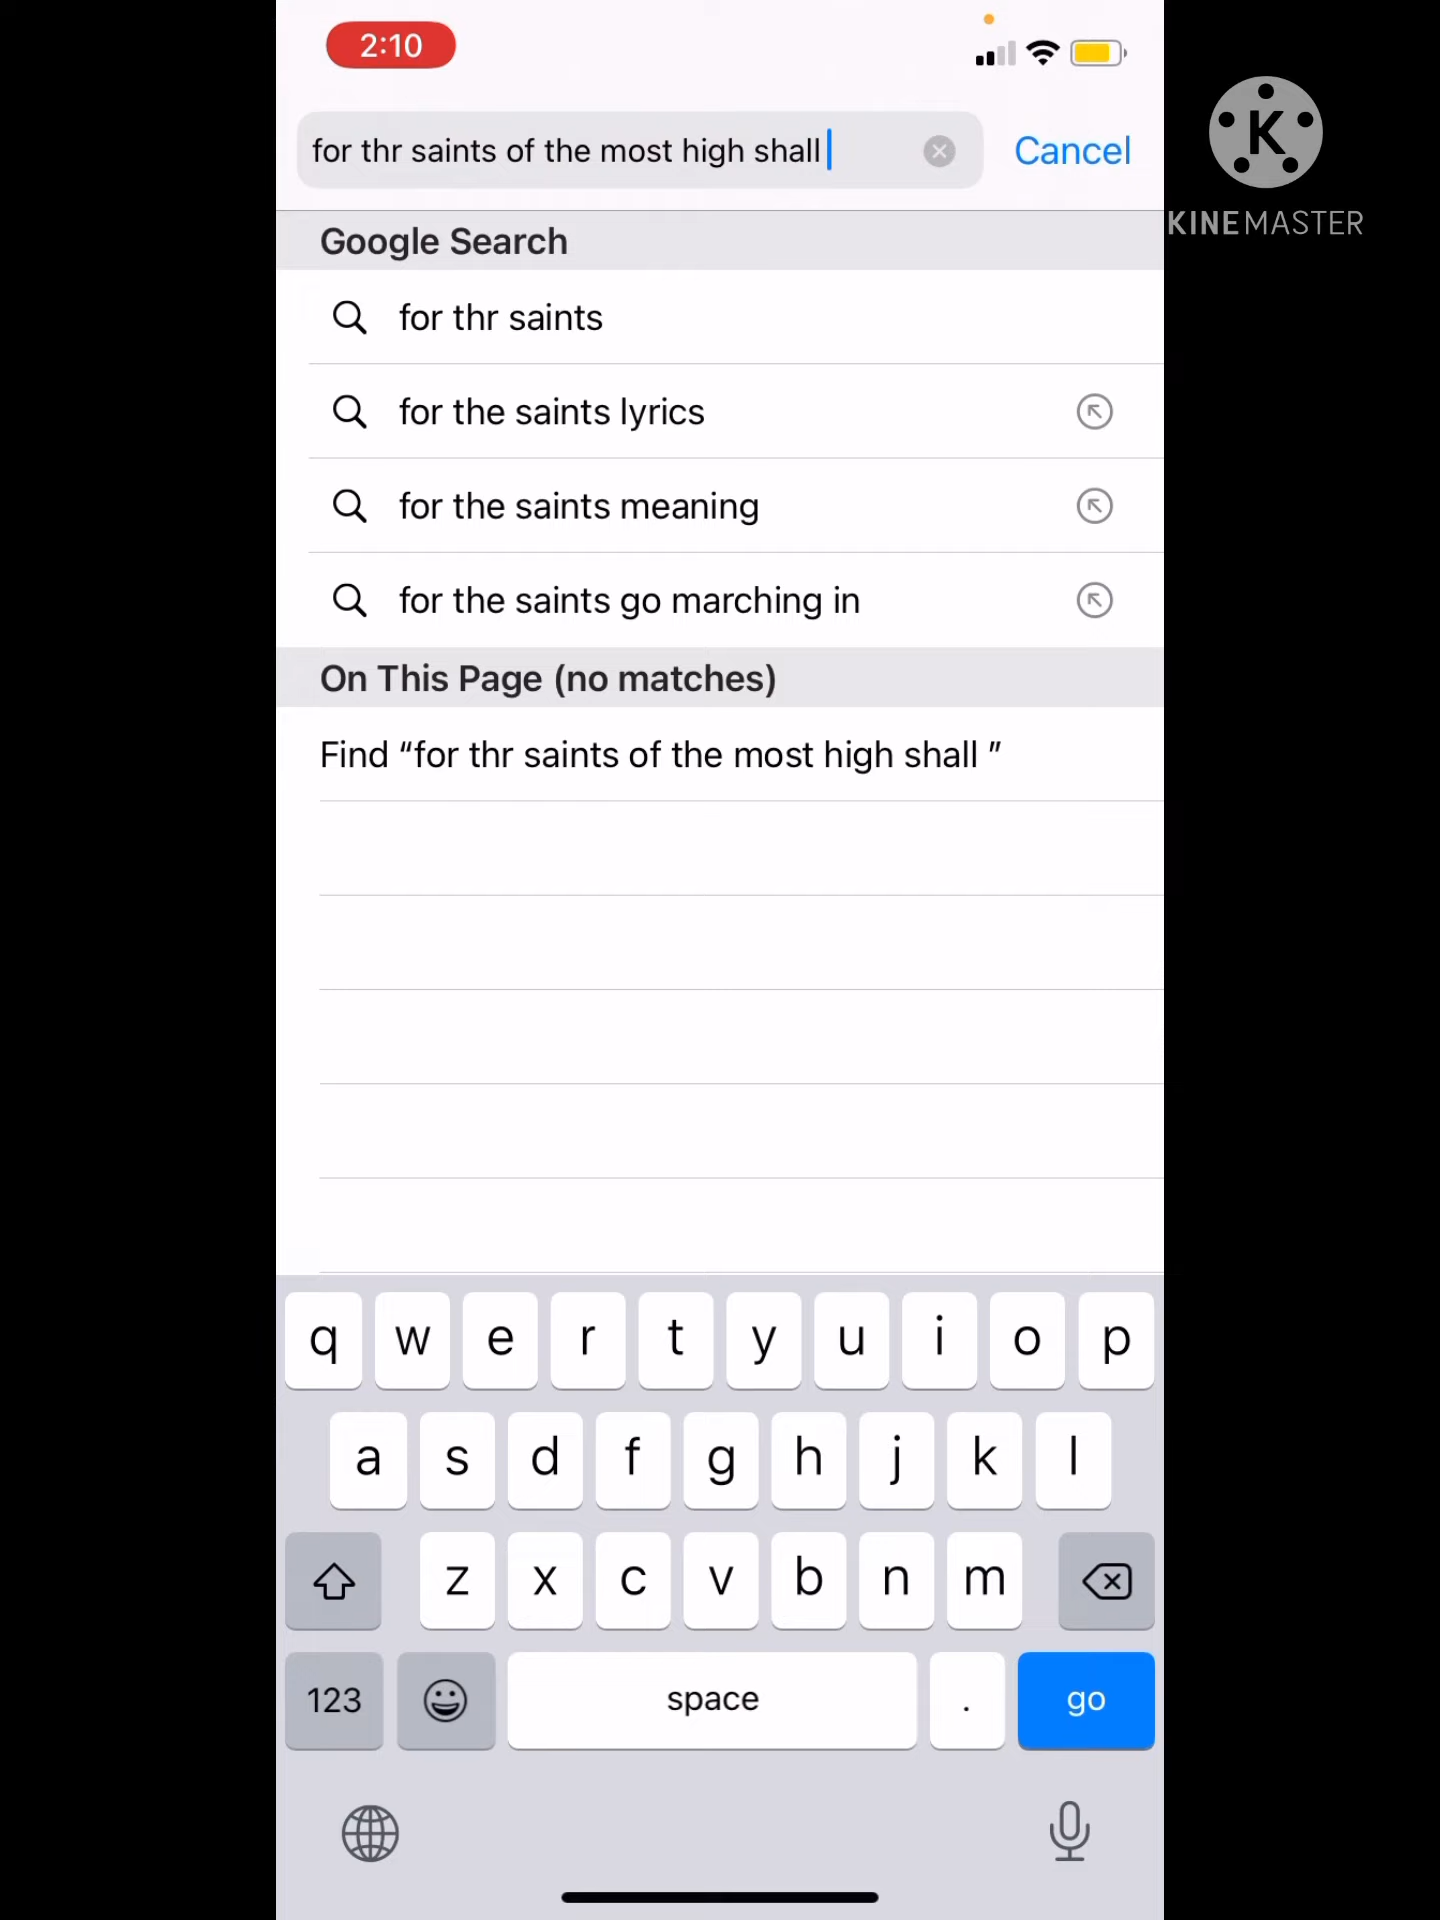 2:10
for thr saints of the most high shall
Cancel
K
KINEMASTER
Google Search
for thr saints
for the saints lyrics
for the saints meaning
for the saints go marching in
On This Page (no matches)
Find “for thr saints of the most high shall ”
q w e r t y u i o p
a s d f g h j k l
z x c v b n m
123 space . go